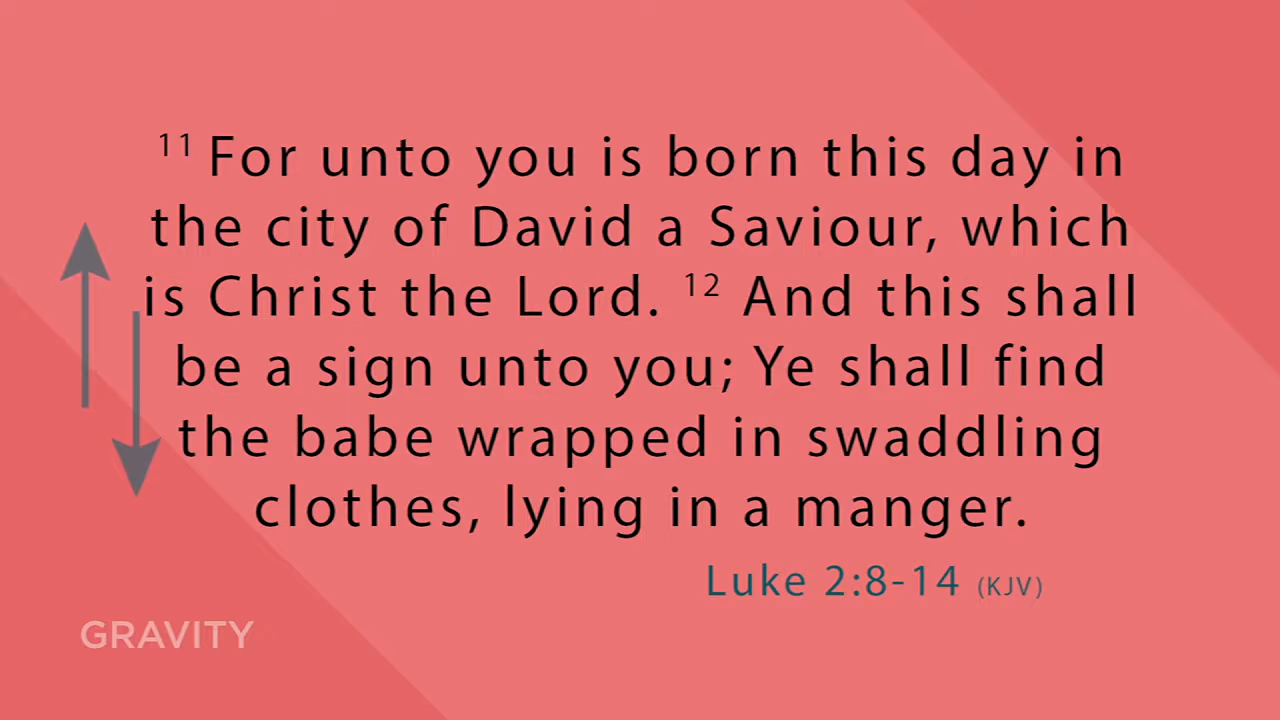 11 For unto you is born this day in
the city of David a Saviour, which
is Christ the Lord. 12 And this shall
be a sign unto you; Ye shall find
the babe wrapped in swaddling
clothes, lying in a manger.
Luke 2:8-14 (KJV)
GRAVITY